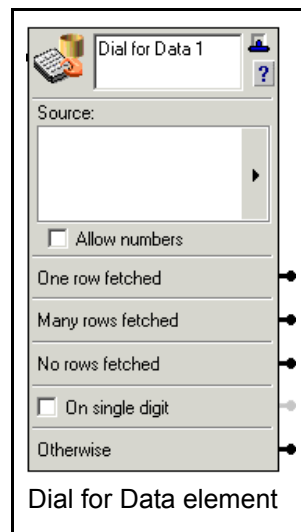 Dial for Data 1
?
Source:
Allow numbers
One row fetched
Many rows fetched
No rows fetched
On single digit
Otherwise
Dial for Data element